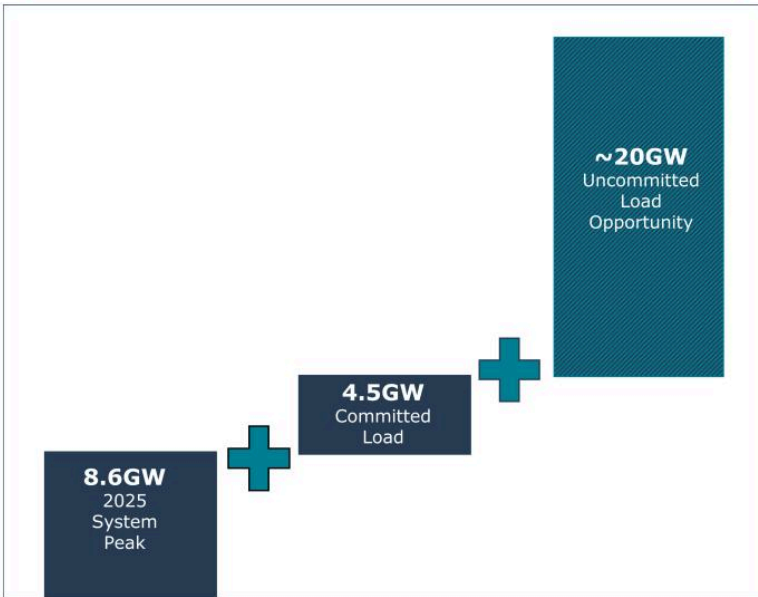 8.6GW
2025
System
Peak
4.5GW
Committed
Load
~20GW
Uncommitted
Load
Opportunity